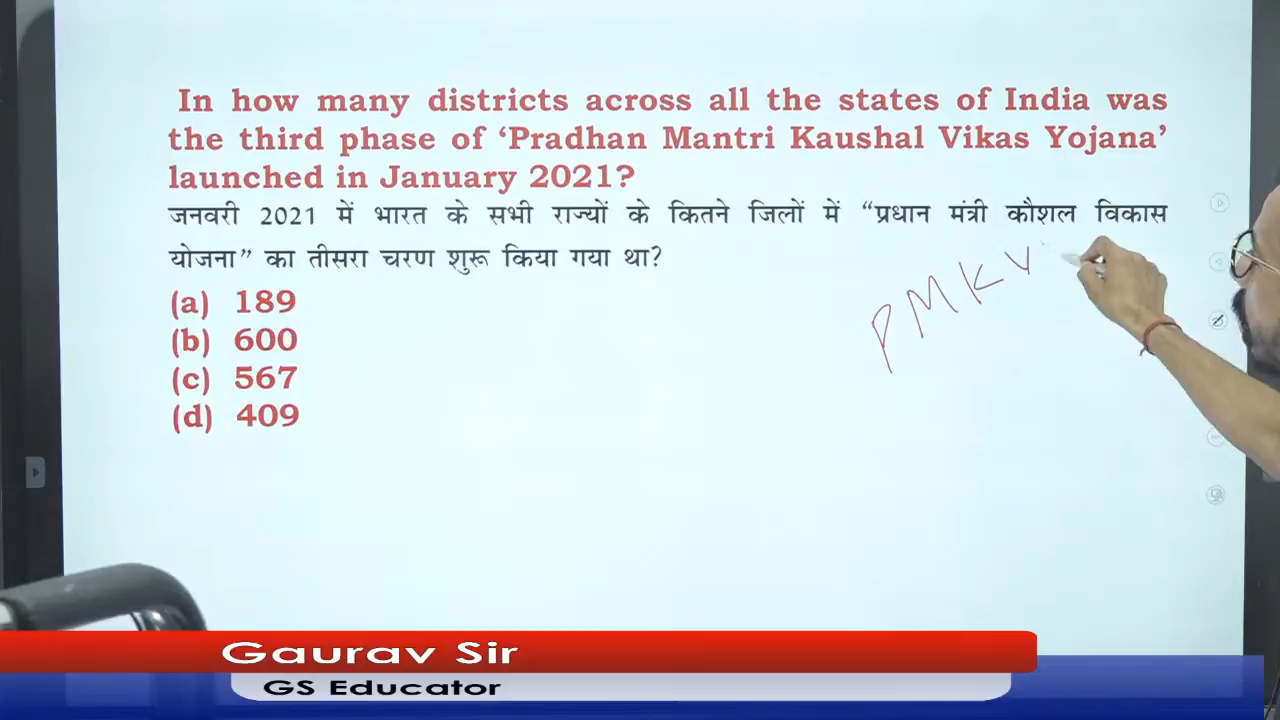 In how many districts across all the states of India was
the third phase of ‘Pradhan Mantri Kaushal Vikas Yojana’
launched in January 2021?
जनवरी 2021 में भारत के सभी राज्यों के कितने जिलों में “प्रधान मंत्री कौशल विकास
योजना” का तीसरा चरण शुरू किया गया था?
PMKV
(a) 189
(b) 600
(c) 567
(d) 409
Gaurav Sir
GS Educator